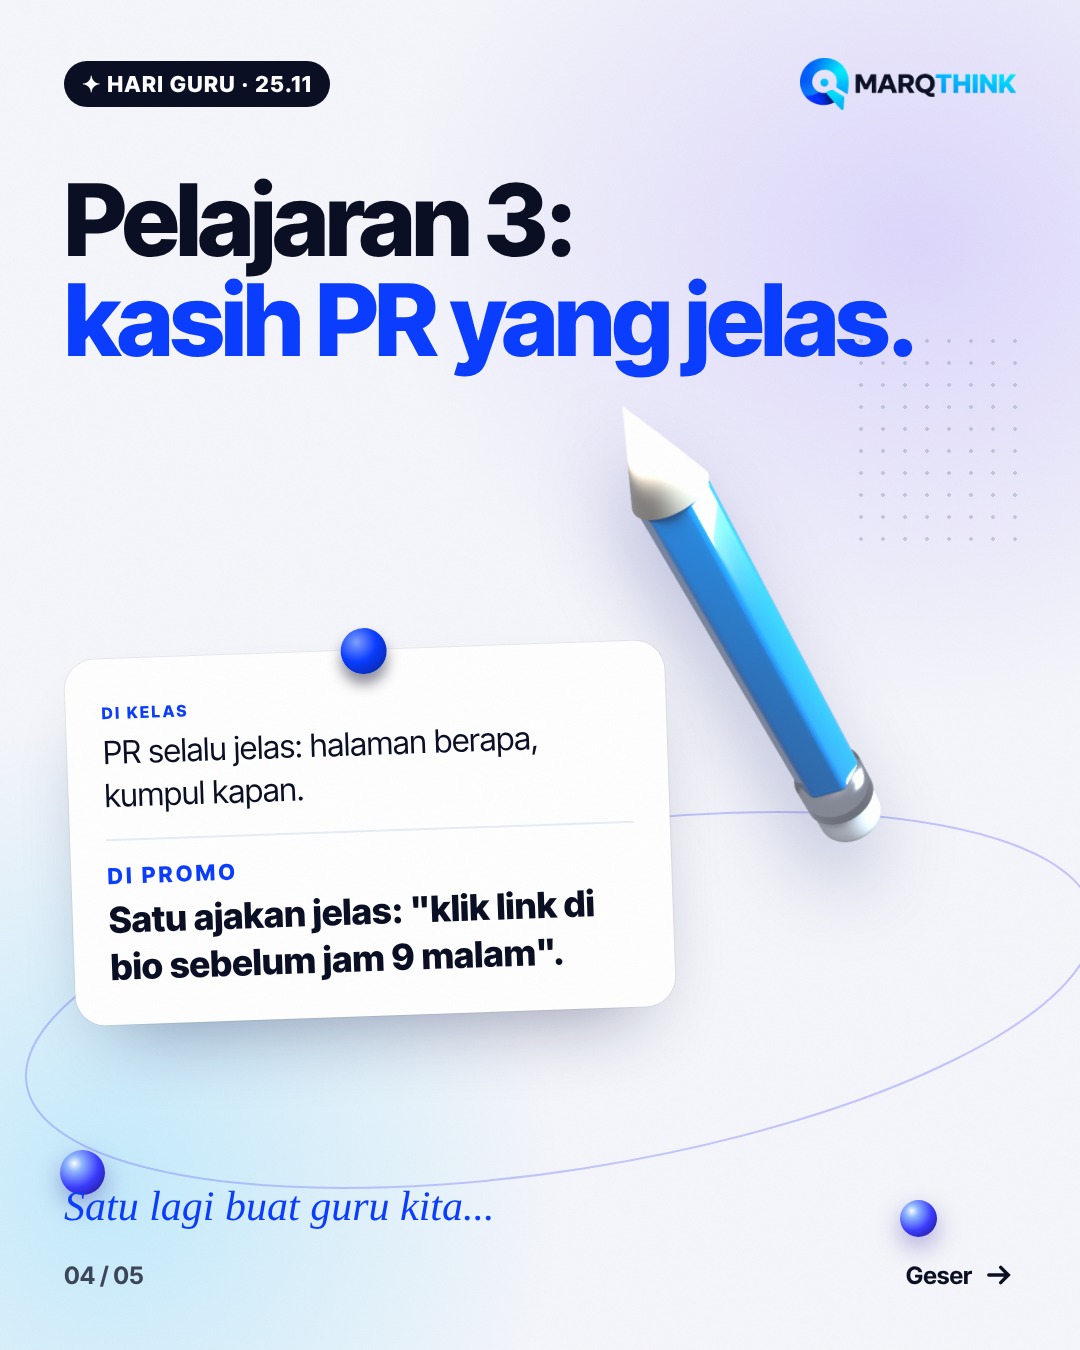 ✦ HARI GURU · 25.11
MARQTHINK
Pelajaran 3:
kasih PR yang jelas.
DI KELAS
PR selalu jelas: halaman berapa,
kumpul kapan.
DI PROMO
Satu ajakan jelas: "klik link di
bio sebelum jam 9 malam".
Satu lagi buat guru kita...
04 / 05
Geser →